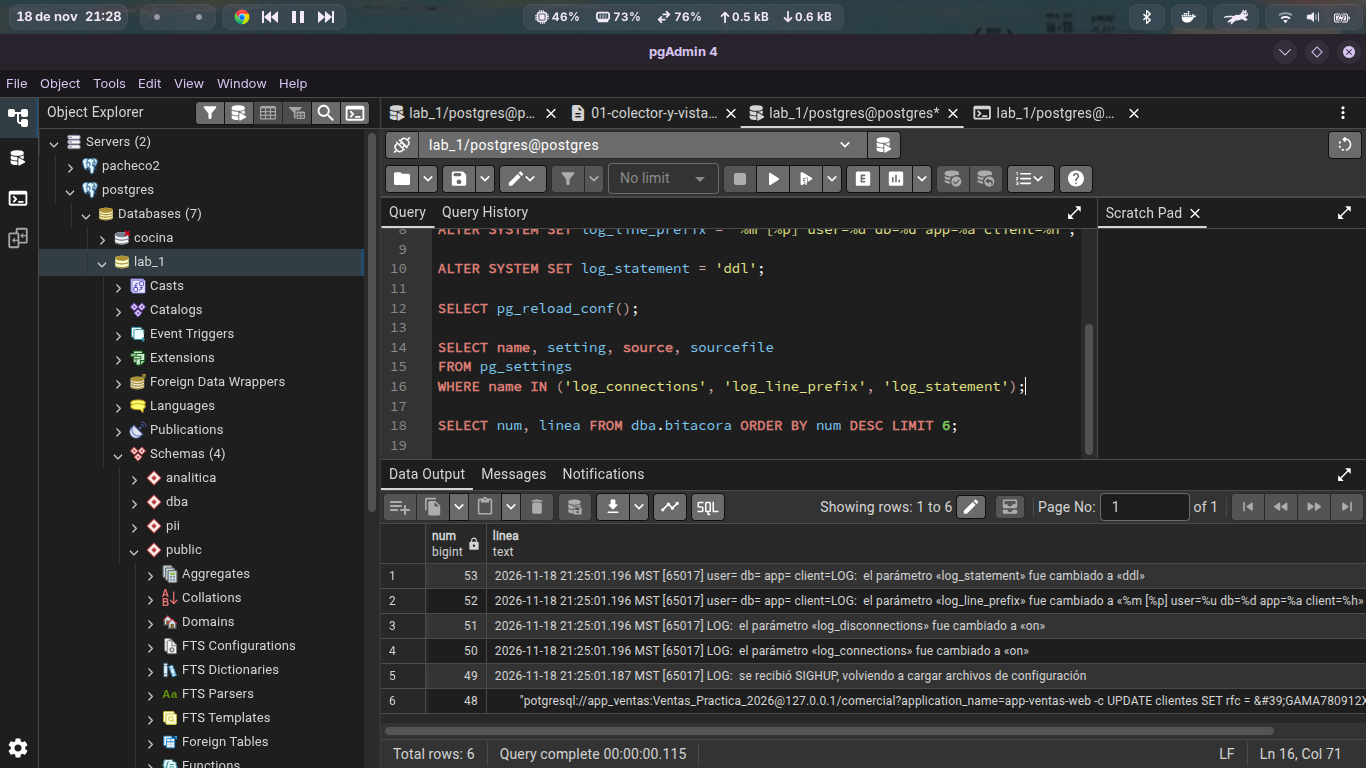 18 de nov 21:28
46% 73% 76% 0.5 kB 0.6 kB
pgAdmin 4
File Object Tools Edit View Window Help
Object Explorer
lab_1/postgres@p... 01-colector-y-vista... lab_1/postgres@postgres* lab_1/postgres@...
Servers (2)
pacheco2
postgres
Databases (7)
cocina
lab_1
Casts
Catalogs
Event Triggers
Extensions
Foreign Data Wrappers
Languages
Publications
Schemas (4)
analitica
dba
pii
public
Aggregates
Collations
Domains
FTS Configurations
FTS Dictionaries
Aa FTS Parsers
FTS Templates
Foreign Tables
Functions
lab_1/postgres@postgres
No limit
E
Query Query History
Scratch Pad
8 ALTER SYSTEM SET log_line_prefix = '%m [%p] user=%u db=%d app=%a client=%h';
9
10 ALTER SYSTEM SET log_statement = 'ddl';
11
12 SELECT pg_reload_conf();
13
14 SELECT name, setting, source, sourcefile
15 FROM pg_settings
16 WHERE name IN ('log_connections', 'log_line_prefix', 'log_statement');
17
18 SELECT num, linea FROM dba.bitacora ORDER BY num DESC LIMIT 6;
19
Data Output Messages Notifications
SQL
Showing rows: 1 to 6
Page No: 1 of 1
num linea
bigint text
1 53 2026-11-18 21:25:01.196 MST [65017] user= db= app= client=LOG: el parámetro «log_statement» fue cambiado a «ddl»
2 52 2026-11-18 21:25:01.196 MST [65017] user= db= app= client=LOG: el parámetro «log_line_prefix» fue cambiado a «%m [%p] user=%u db=%d app=%a client=%h»
3 51 2026-11-18 21:25:01.196 MST [65017] LOG: el parámetro «log_disconnections» fue cambiado a «on»
4 50 2026-11-18 21:25:01.196 MST [65017] LOG: el parámetro «log_connections» fue cambiado a «on»
5 49 2026-11-18 21:25:01.187 MST [65017] LOG: se recibió SIGHUP, volviendo a cargar archivos de configuración
6 48 "potgresql://app_ventas:Ventas_Practica_2026@127.0.0.1/comercial?application_name=app-ventas-web -c UPDATE clientes SET rfc = &#39;GAMA780912X
Total rows: 6 Query complete 00:00:00.115
LF Ln 16, Col 71